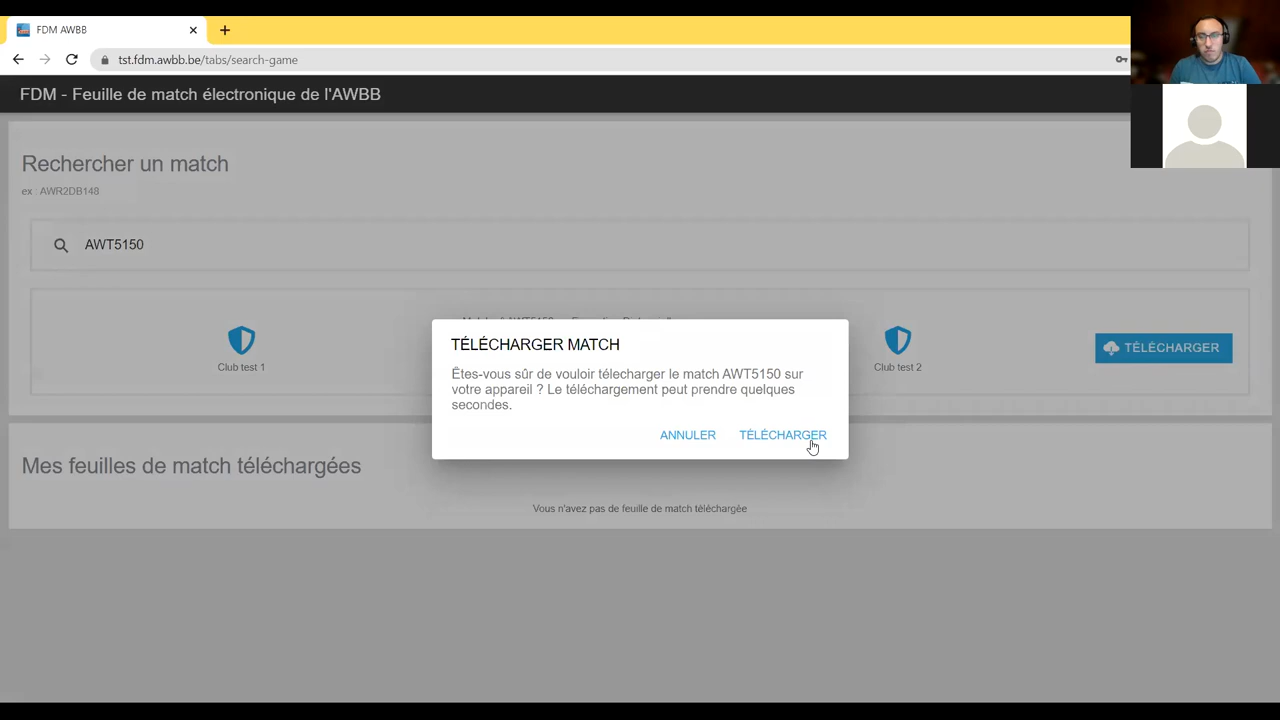 FDM AWBB
tst.fdm.awbb.be/tabs/search-game
FDM - Feuille de match électronique de l'AWBB
Rechercher un match
ex : AWR2DB148
AWT5150
Club test 1
Club test 2
TÉLÉCHARGER
TÉLÉCHARGER MATCH
Êtes-vous sûr de vouloir télecharger le match AWT5150 sur
votre appareil ? Le téléchargement peut prendre quelques
secondes.
ANNULER TÉLÉCHARGER
Mes feuilles de match téléchargées
Vous n'avez pas de feuille de match téléchargée